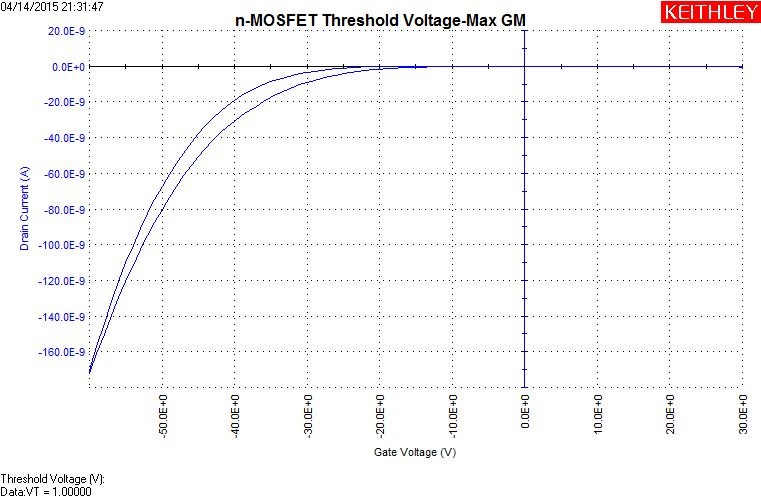 04/14/2015 21:31:47
n-MOSFET Threshold Voltage-Max GM
KEITHLEY
20.0E-9
0.0E+0
-20.0E-9
-40.0E-9
-60.0E-9
-80.0E-9
-100.0E-9
-120.0E-9
-140.0E-9
-160.0E-9
Drain Current (A)
-50.0E+0
-40.0E+0
-30.0E+0
-20.0E+0
-10.0E+0
0.0E+0
10.0E+0
20.0E+0
30.0E+0
Gate Voltage (V)
Threshold Voltage (V):
Data:VT = 1.00000